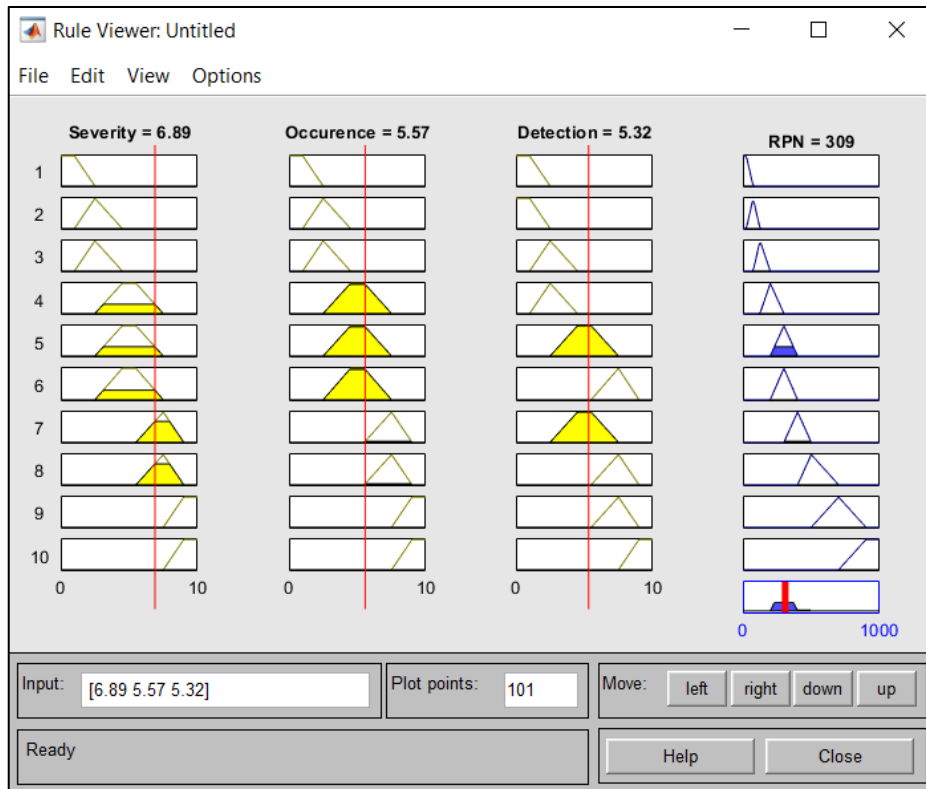 Rule Viewer: Untitled
File Edit View Options
Severity = 6.89 Occurence = 5.57 Detection = 5.32 RPN = 309
1
2
3
4
5
6
7
8
9
10
0 10 0 10 0 10
0 1000
Input: [6.89 5.57 5.32] Plot points: 101 Move: left right down up
Ready Help Close